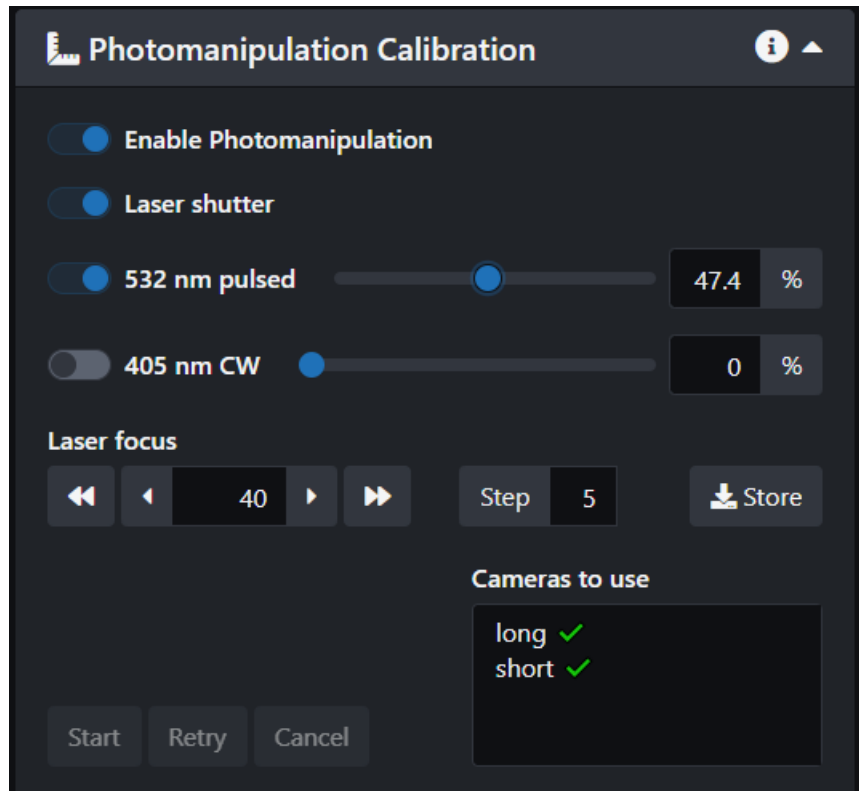 Photomanipulation Calibration
Enable Photomanipulation
Laser shutter
532 nm pulsed 47.4 %
405 nm CW 0 %
Laser focus
40 Step 5 Store
Cameras to use
long
short
Start Retry Cancel